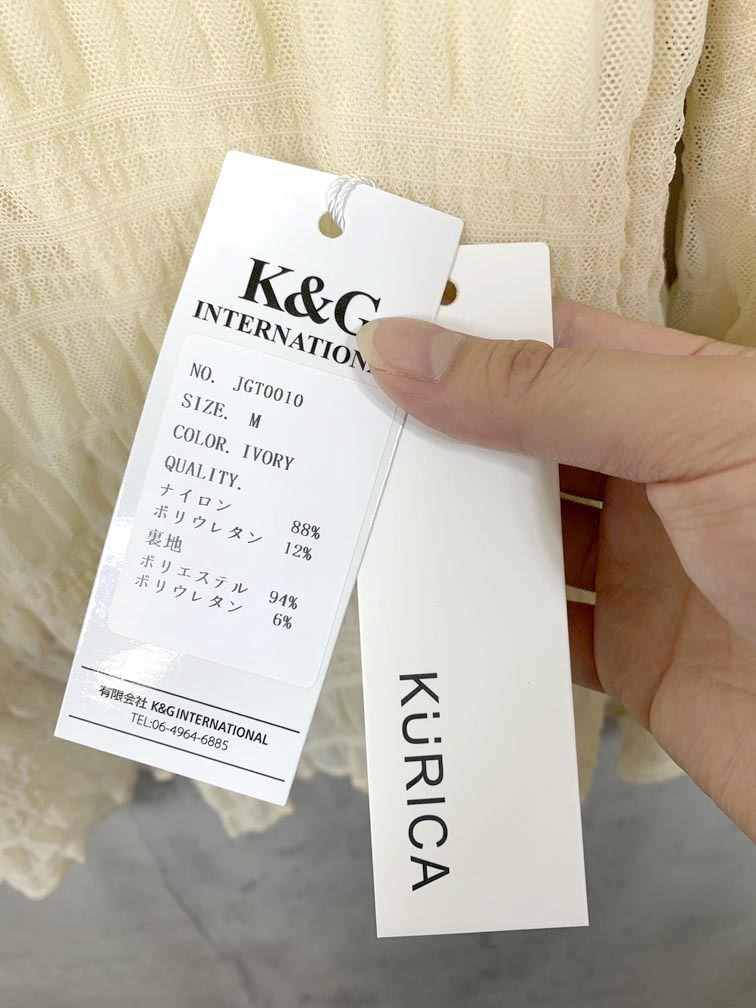 K&G
INTERNATIONAL
NO. JGT0010
SIZE. M
COLOR. IVORY
QUALITY.
ナイロン 88%
ポリウレタン 12%
裏地
ポリエステル 94%
ポリウレタン 6%
有限会社 K&G INTERNATIONAL
TEL:06-4964-6885
KÜRICA